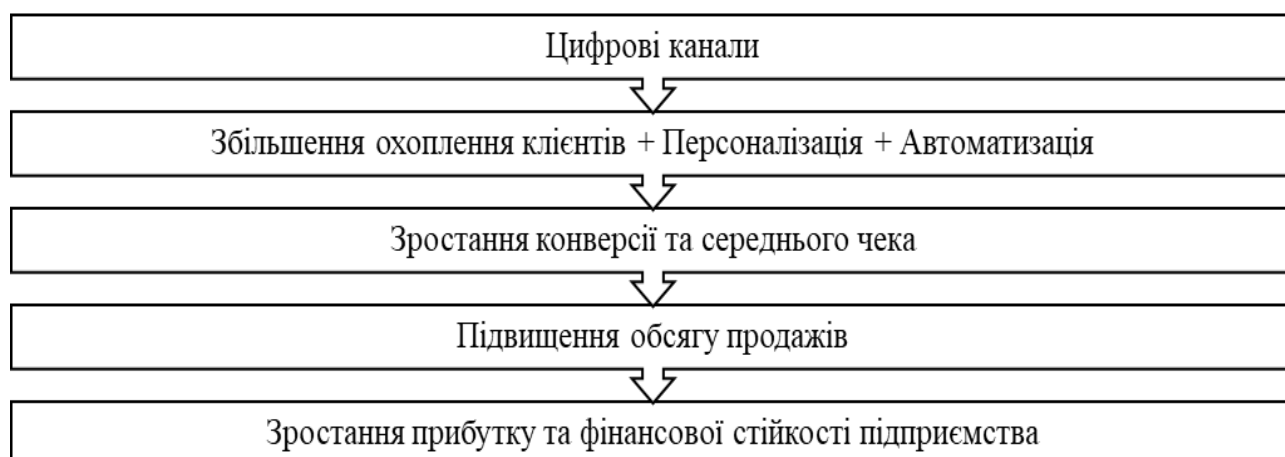 Цифрові канали
Збільшення охоплення клієнтів + Персоналізація + Автоматизація
Зростання конверсії та середнього чека
Підвищення обсягу продажів
Зростання прибутку та фінансової стійкості підприємства